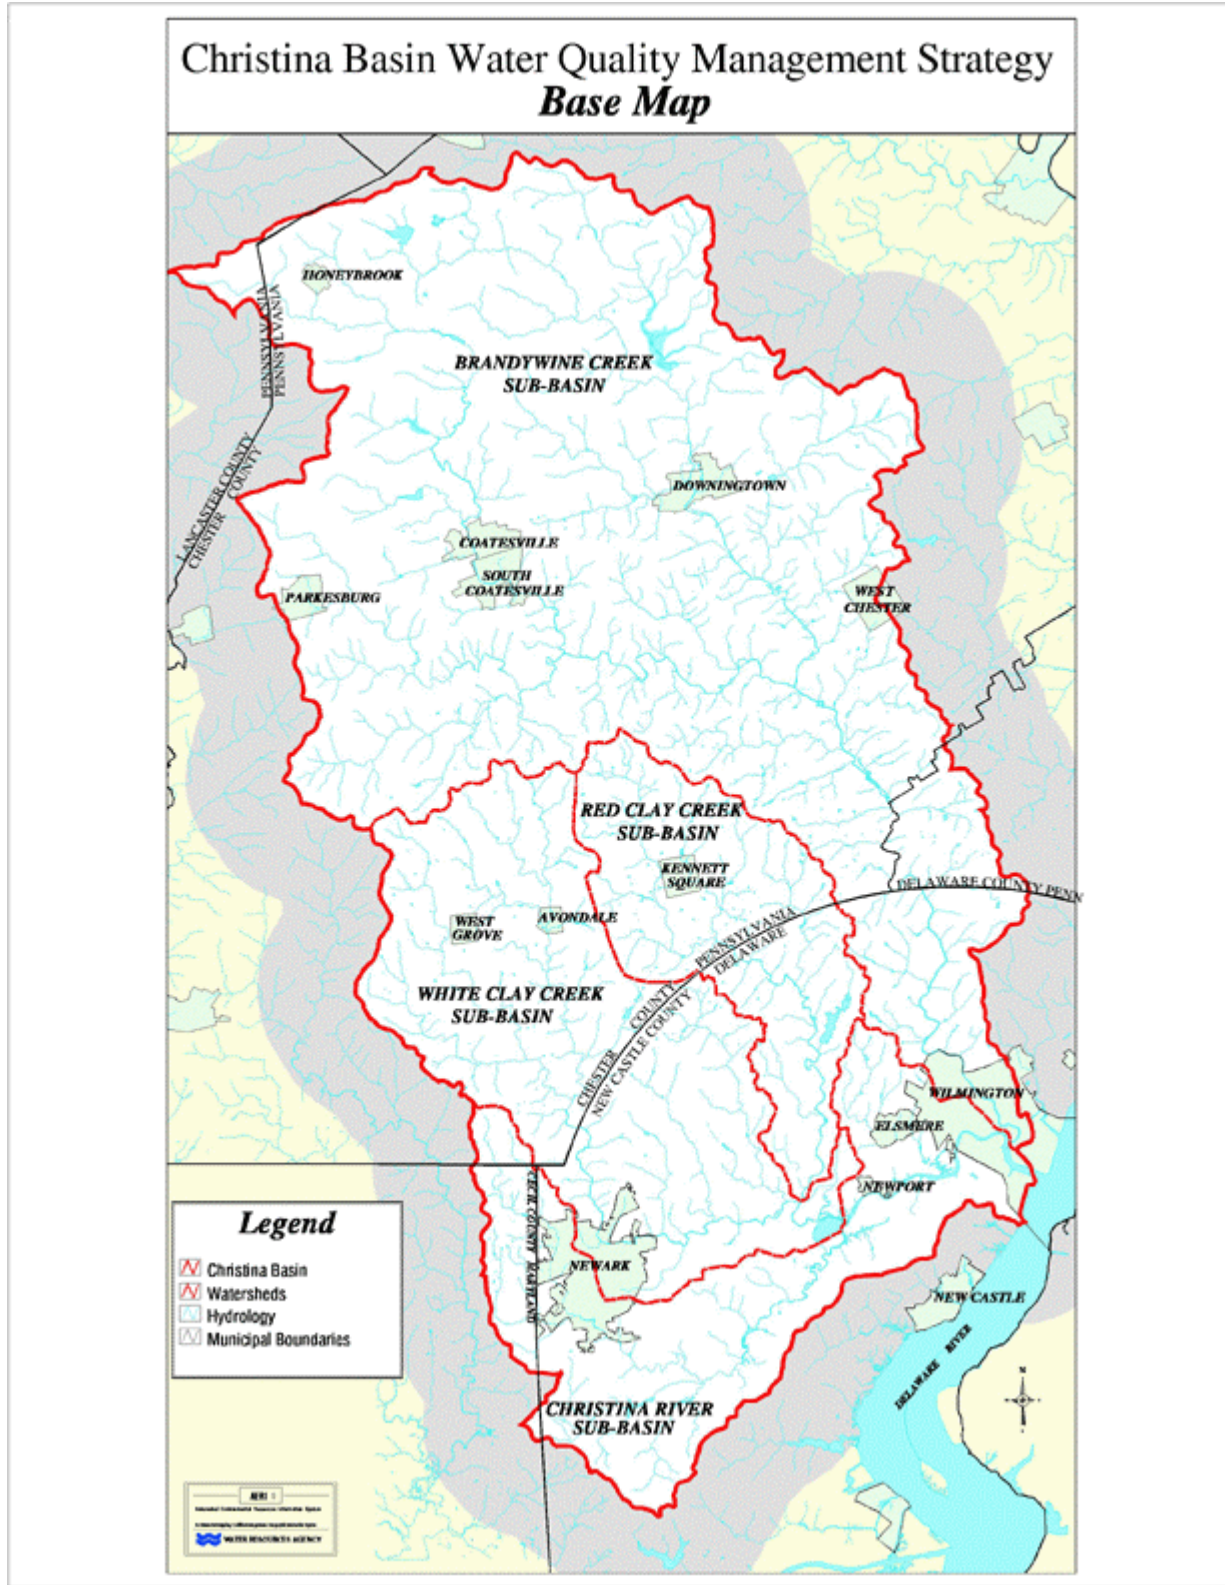 Christina Basin Water Quality Management Strategy
Base Map
HONEYBROOK
PENNSYLVANIA
PENNSYLVANIA
BRANDYWINE CREEK
SUB-BASIN
LANCASTER COUNTY
CHESTER COUNTY
DOWNINGTOWN
COATESVILLE
SOUTH
COATESVILLE
PARKESBURG
WEST
CHESTER
RED CLAY CREEK
SUB-BASIN
KENNETT
SQUARE
DELAWARE COUNTY PENN
WEST
GROVE
AVONDALE
PENNSYLVANIA
DELAWARE
WHITE CLAY CREEK
SUB-BASIN
CHESTER COUNTY
NEW CASTLE COUNTY
WILMINGTON
ELSMERE
NEWPORT
CECIL COUNTY MARYLAND
NEWARK
NEW CASTLE
DELAWARE RIVER
CHRISTINA RIVER
SUB-BASIN
N
Legend
Christina Basin
Watersheds
Hydrology
Municipal Boundaries
WATER RESOURCES AGENCY